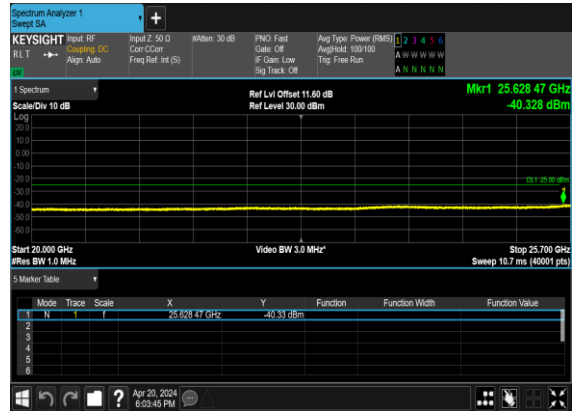 Spectrum Analyzer 1
Swept SA
+
KEYSIGHT Input: RF Input Z: 50 Ω #Atten: 30 dB PNO: Fast Avg Type: Power (RMS) 1 2 3 4 5 6
RLT Coupling: DC Corr CCorr Gate: Off Avg|Hold: 100/100 A W W W W W
Align: Auto Freq Ref: Int (S) IF Gain: Low Trig: Free Run
Sig Track: Off A N N N N N
1 Spectrum Ref Lvl Offset 11.60 dB Mkr1 25.628 47 GHz
Scale/Div 10 dB Ref Level 30.00 dBm -40.328 dBm
Log
20.0
10.0
0.00
-10.0
-20.0 DL1 -25.00 dBm
-30.0 1
-40.0
-50.0
-60.0
Start 20.000 GHz Video BW 3.0 MHz* Stop 25.700 GHz
#Res BW 1.0 MHz Sweep 10.7 ms (40001 pts)
5 Marker Table
Mode Trace Scale X Y Function Function Width Function Value
1 N 1 f 25.628 47 GHz -40.33 dBm
2
3
4
5
6
? Apr 20, 2024
6:03:45 PM